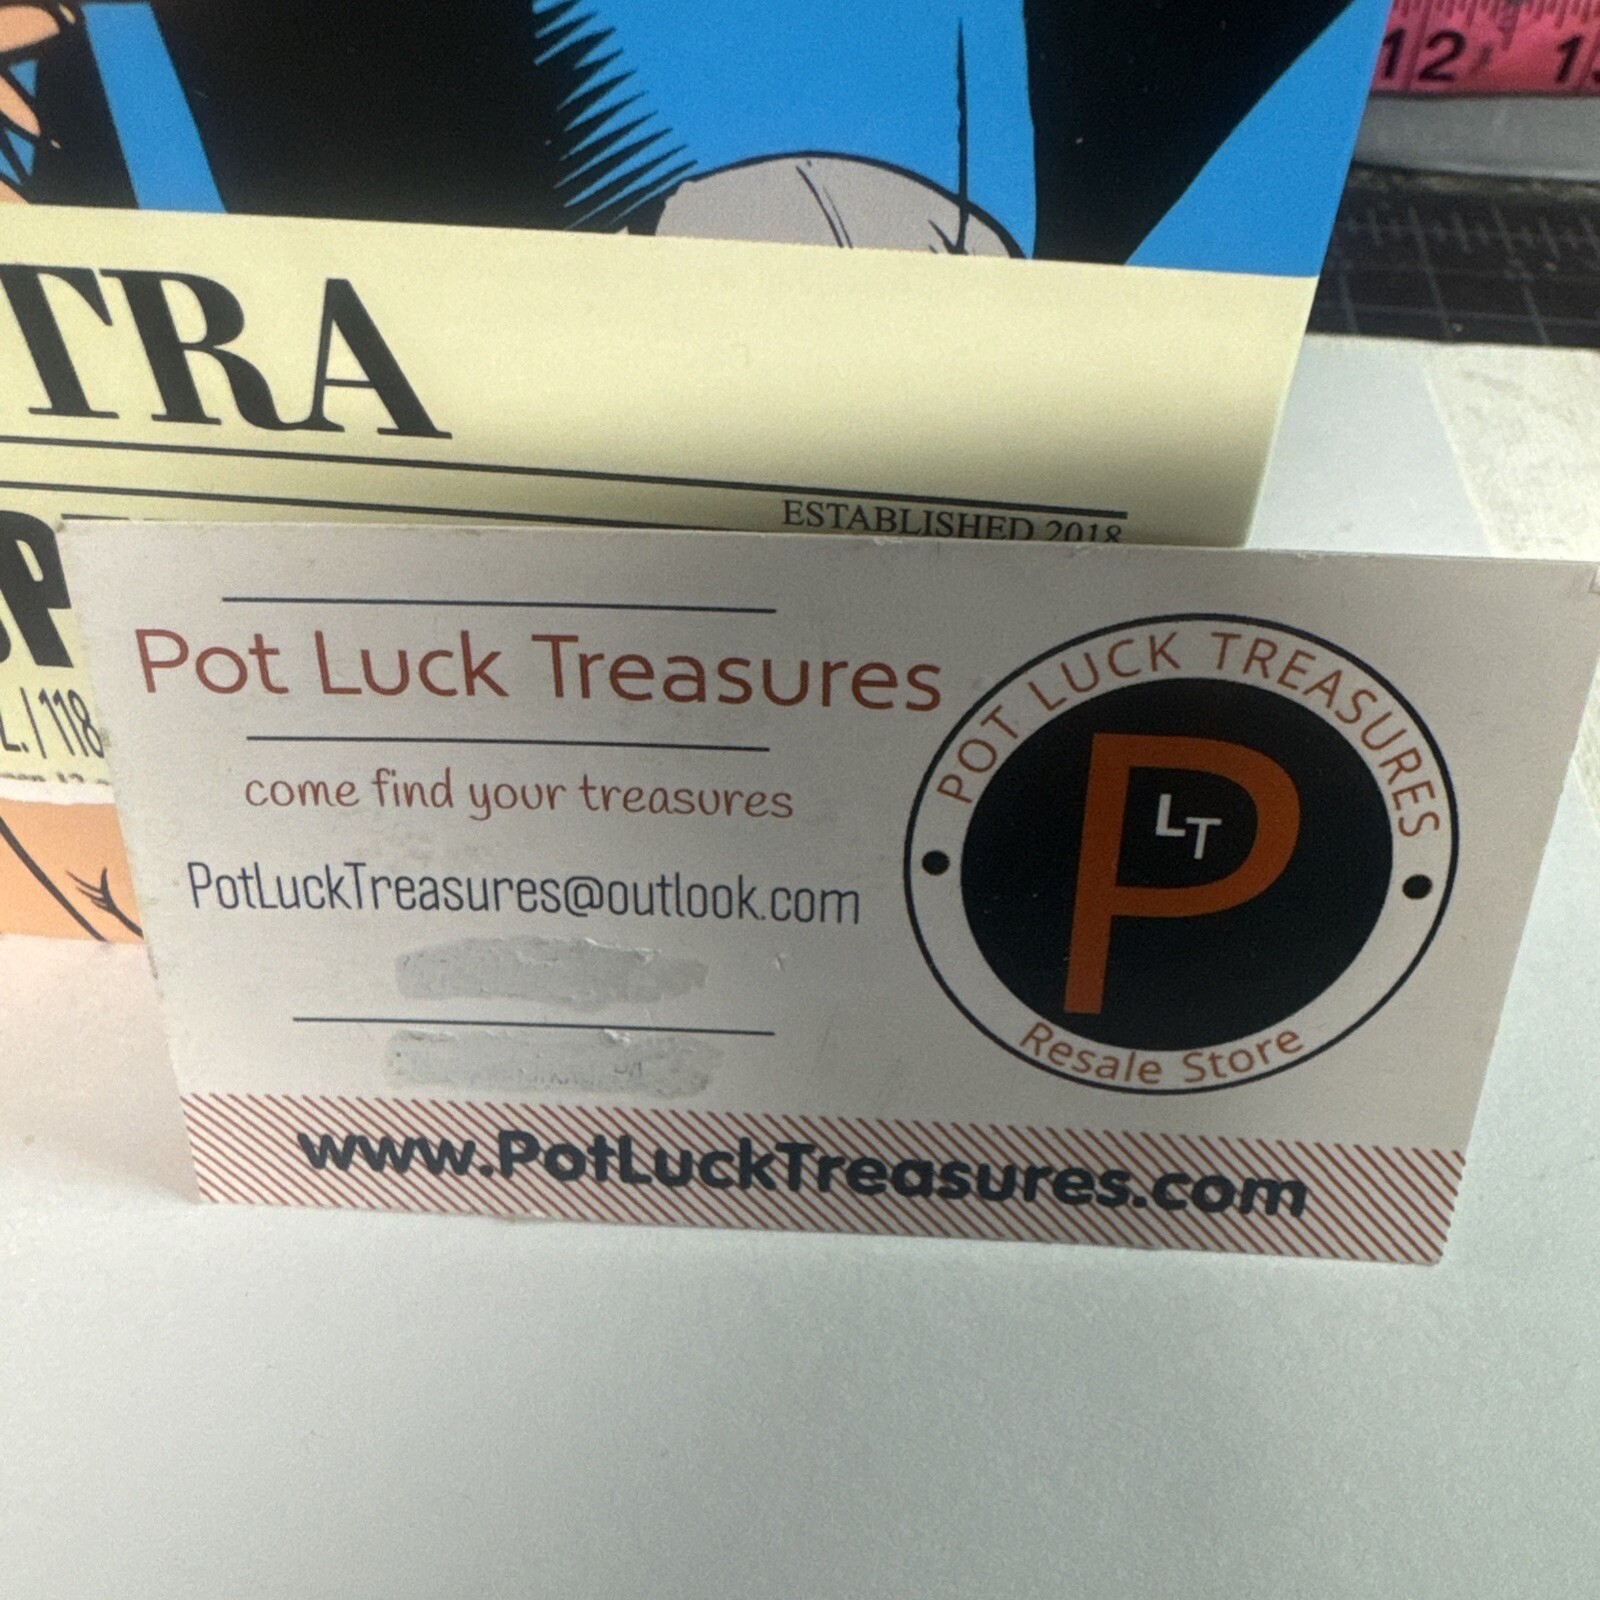 12
TRA
ESTABLISHED 2018
L. / 118
Pot Luck Treasures
come find your treasures
PotLuckTreasures@outlook.com
www.PotLuckTreasures.com
POT LUCK TREASURES
P
LT
Resale Store